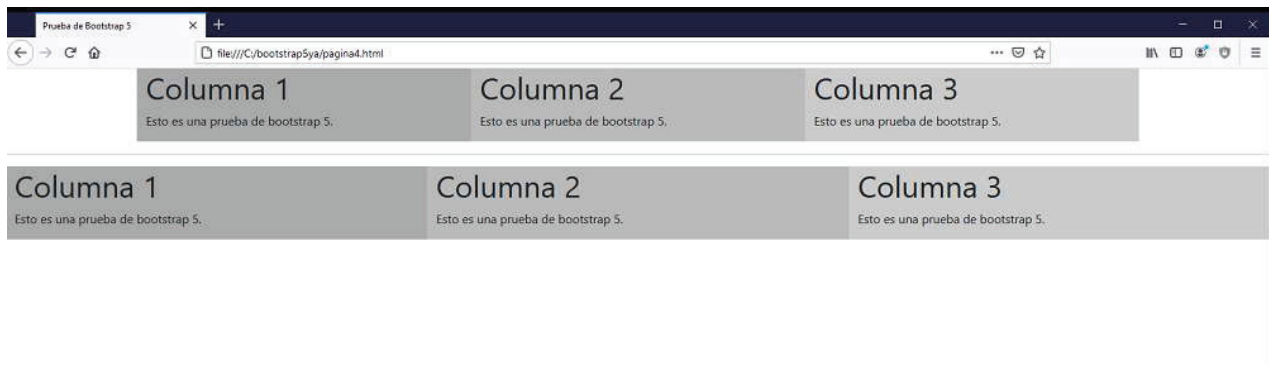 Prueba de Bootstrap 5
file:///C:/bootstrap5ya/pagina4.html
Columna 1 Columna 2 Columna 3
Esto es una prueba de bootstrap 5. Esto es una prueba de bootstrap 5. Esto es una prueba de bootstrap 5.
Columna 1 Columna 2 Columna 3
Esto es una prueba de bootstrap 5. Esto es una prueba de bootstrap 5. Esto es una prueba de bootstrap 5.